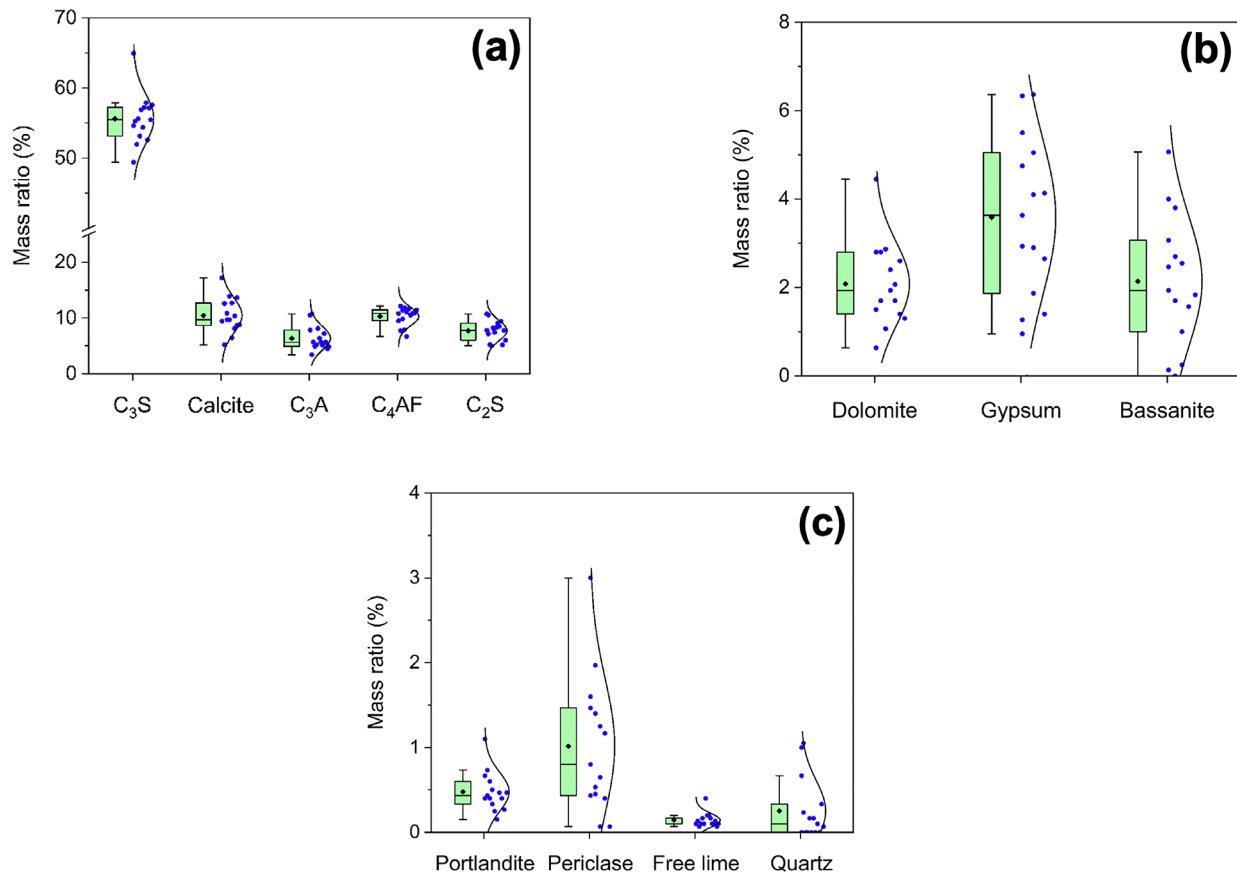 (a)
Mass ratio (%)
70
60
50
20
10
0
C₃S Calcite C₃A C₄AF C₂S
(b)
Mass ratio (%)
8
6
4
2
0
Dolomite Gypsum Bassanite
(c)
Mass ratio (%)
4
3
2
1
0
Portlandite Periclase Free lime Quartz